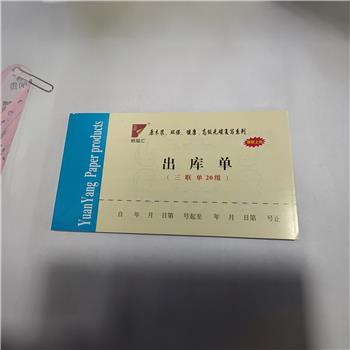 原木浆、环保、健康、高级无碳复写系列
出库单
（三联单20组）
自 年 月 日第 号起至 年 月 日第 号止
YuanYang Paper products